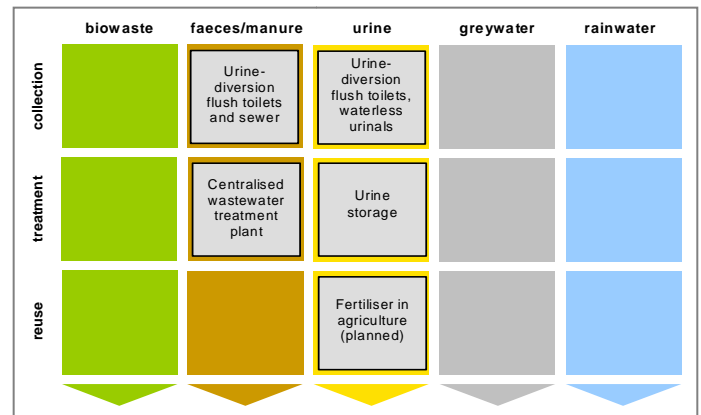 biowaste faeces/manure urine greywater rainwater
collection
Urine-
diversion
flush toilets
and sewer
Urine-
diversion
flush toilets,
waterless
urinals
treatment
Centralised
wastewater
treatment
plant
Urine
storage
reuse
Fertiliser in
agriculture
(planned)